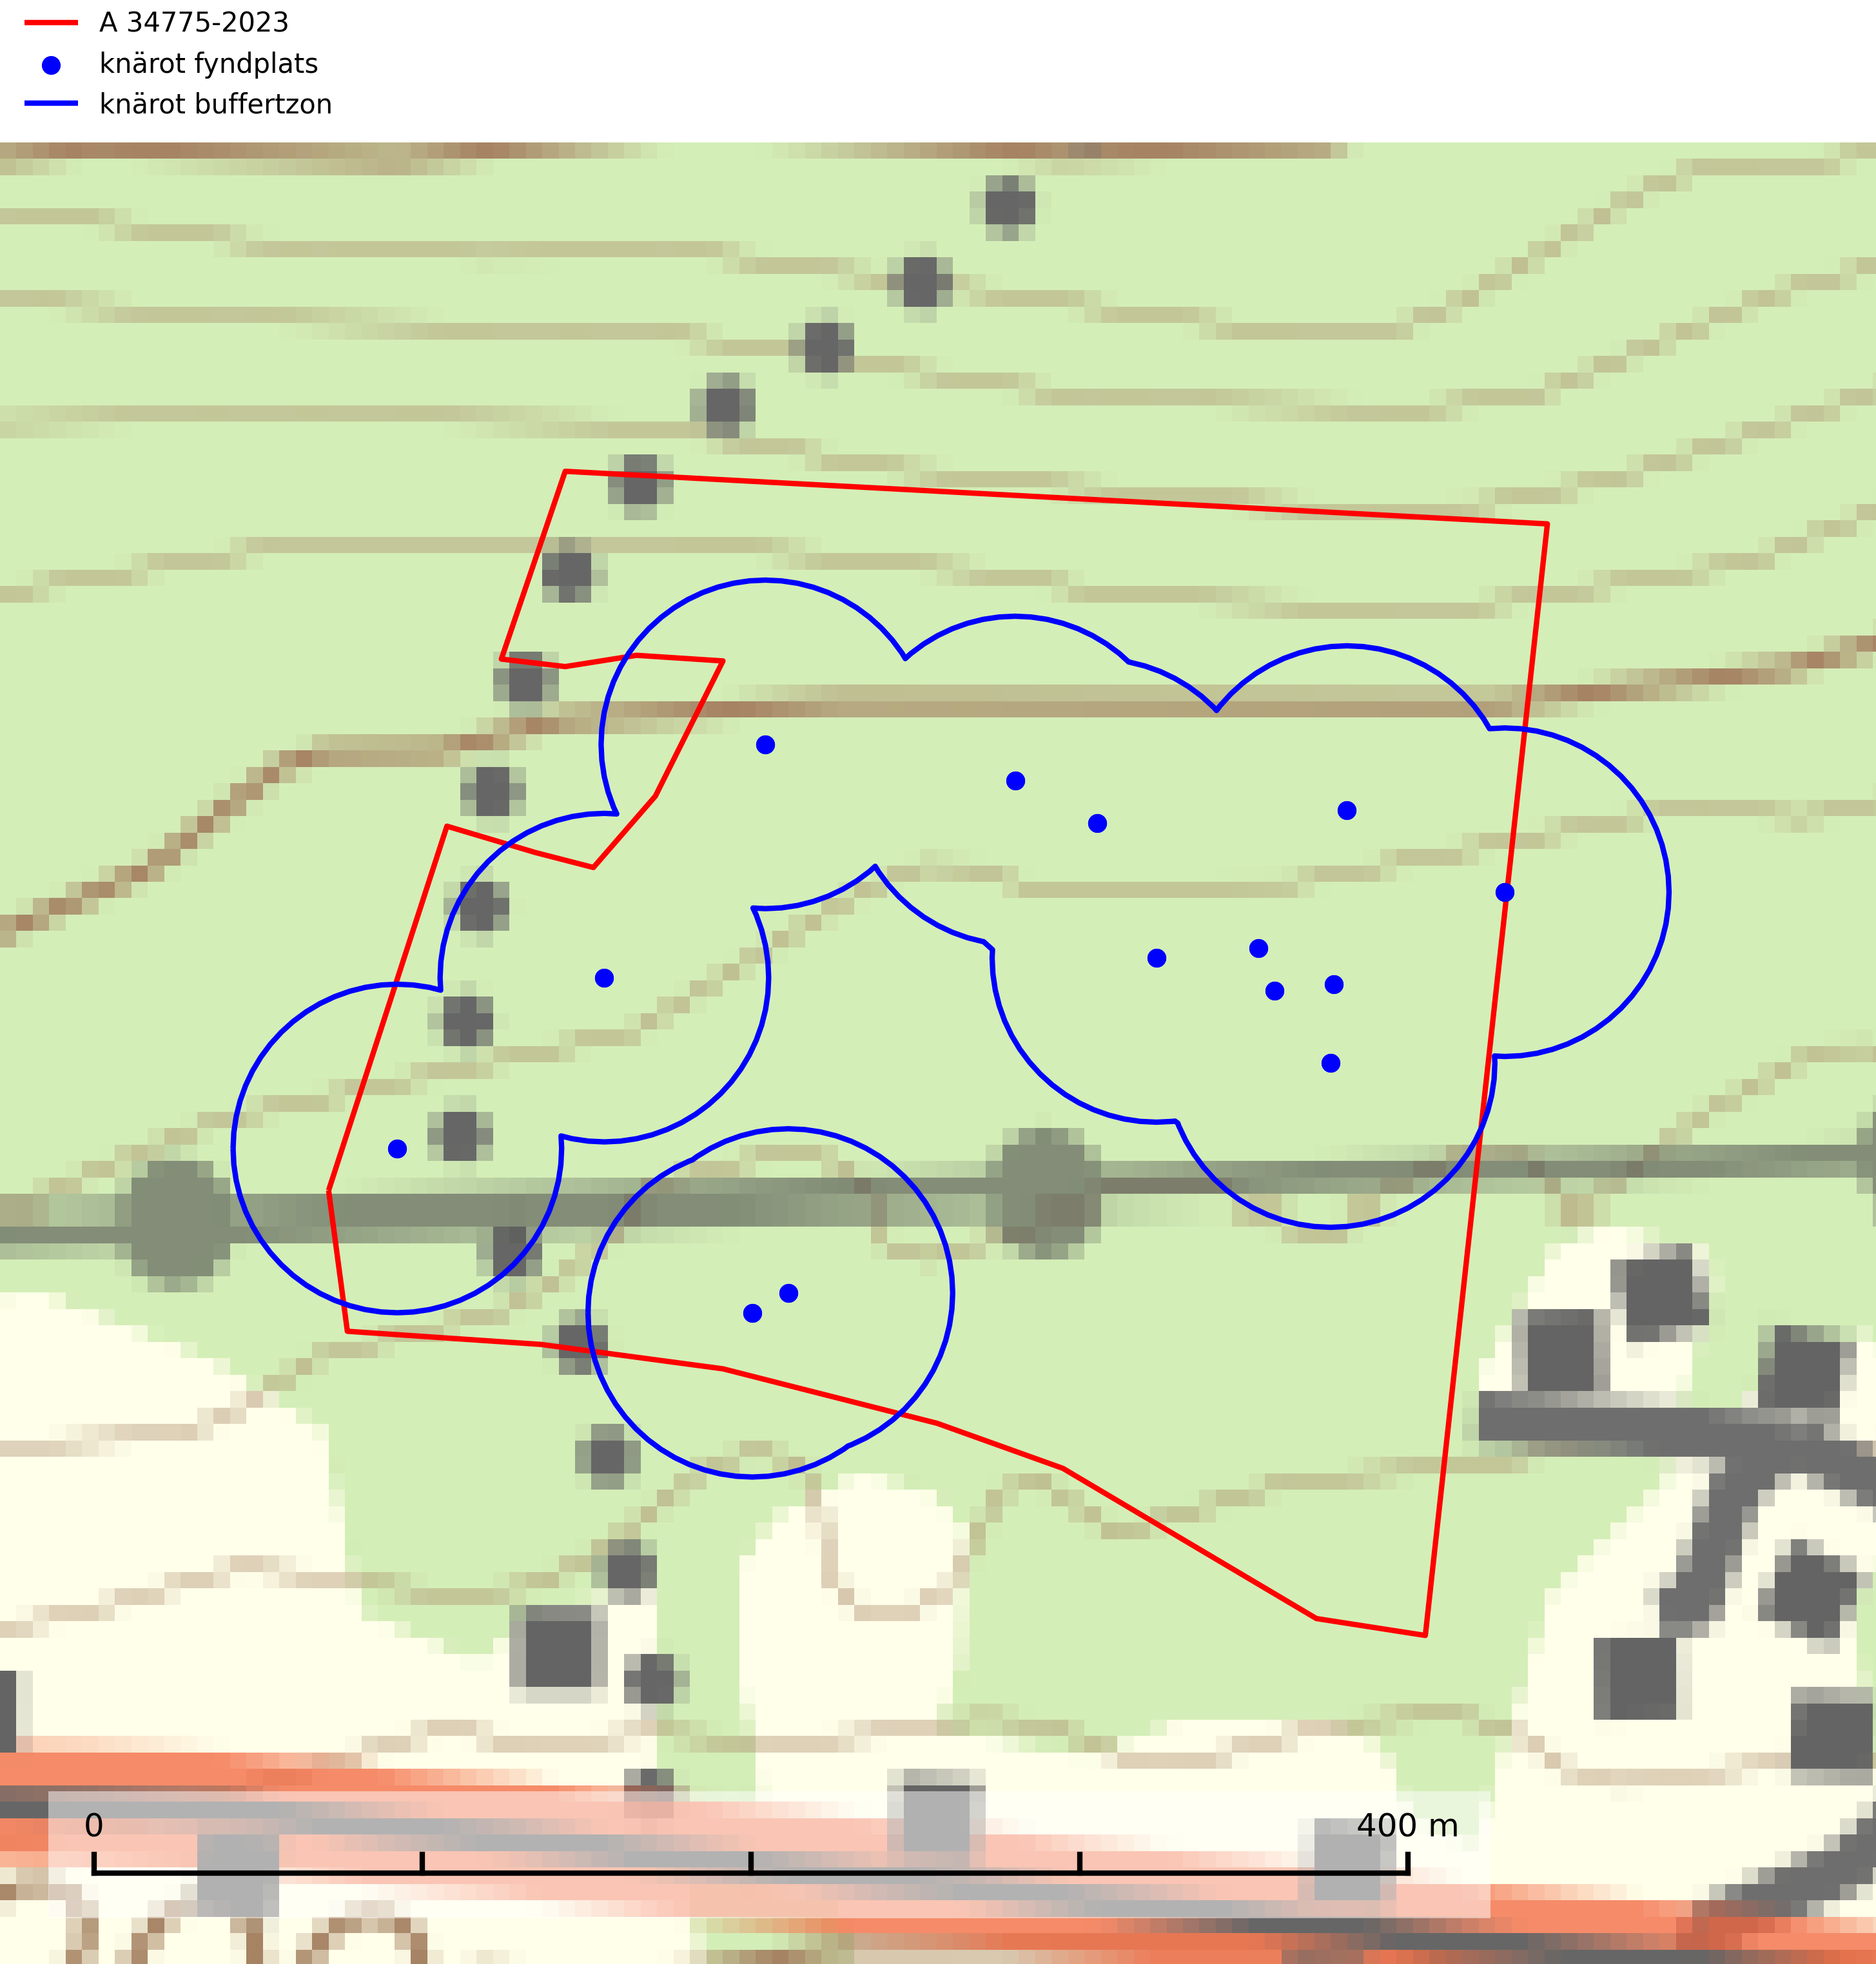 A 34775-2023
knärot fyndplats
knärot buffertzon
0
400 m